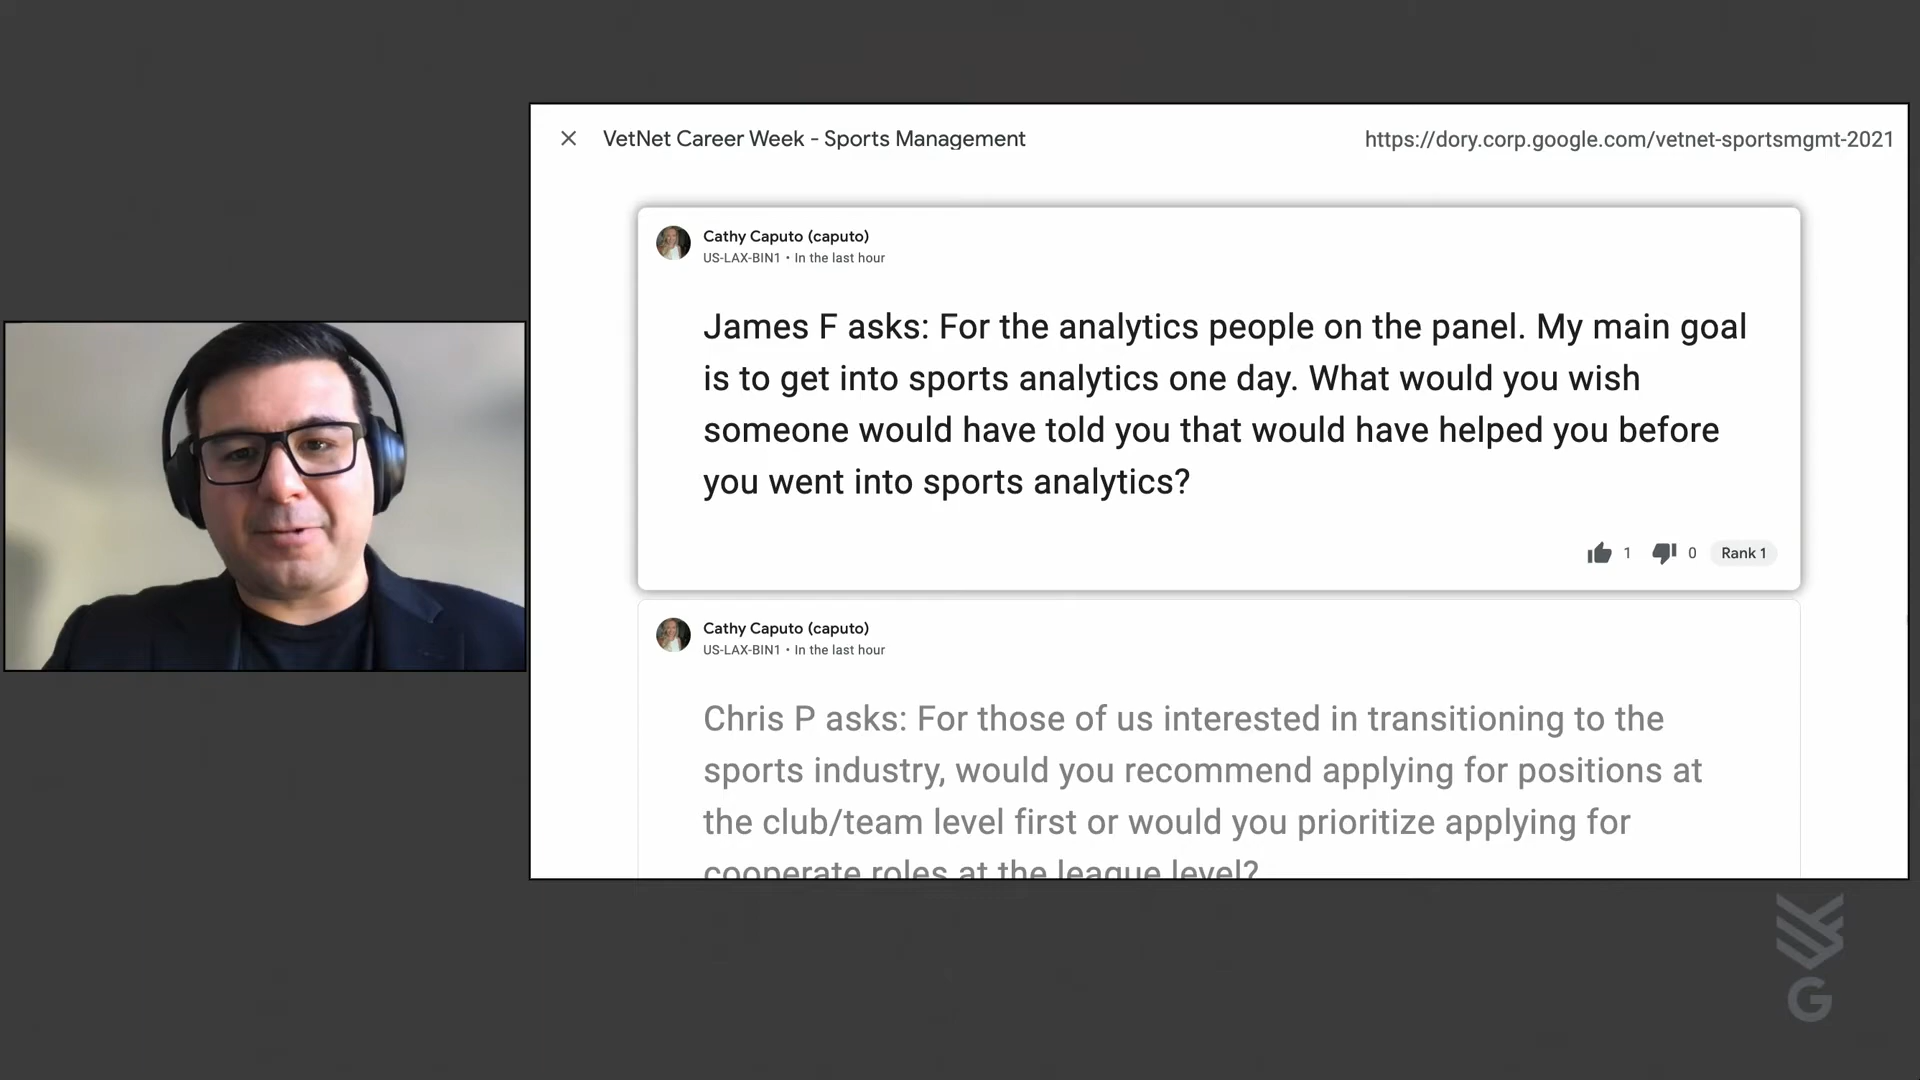 VetNet Career Week - Sports Management
https://dory.corp.google.com/vetnet-sportsmgmt-2021
Cathy Caputo (caputo)
US-LAX-BIN1 • In the last hour
James F asks: For the analytics people on the panel. My main goal
is to get into sports analytics one day. What would you wish
someone would have told you that would have helped you before
you went into sports analytics?
1
0
Rank 1
Cathy Caputo (caputo)
US-LAX-BIN1 • In the last hour
Chris P asks: For those of us interested in transitioning to the
sports industry, would you recommend applying for positions at
the club/team level first or would you prioritize applying for
cooperate roles at the league level?
G